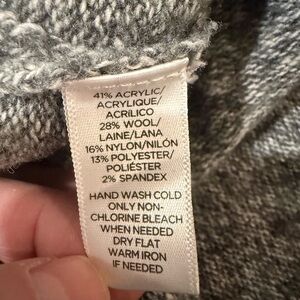 41% ACRYLIC/
ACRYLIQUE/
ACRÍLICO
28% WOOL/
LAINE/LANA
16% NYLON/NILÓN
13% POLYESTER/
POLIÉSTER
2% SPANDEX
HAND WASH COLD
ONLY NON-
CHLORINE BLEACH
WHEN NEEDED
DRY FLAT
WARM IRON
IF NEEDED